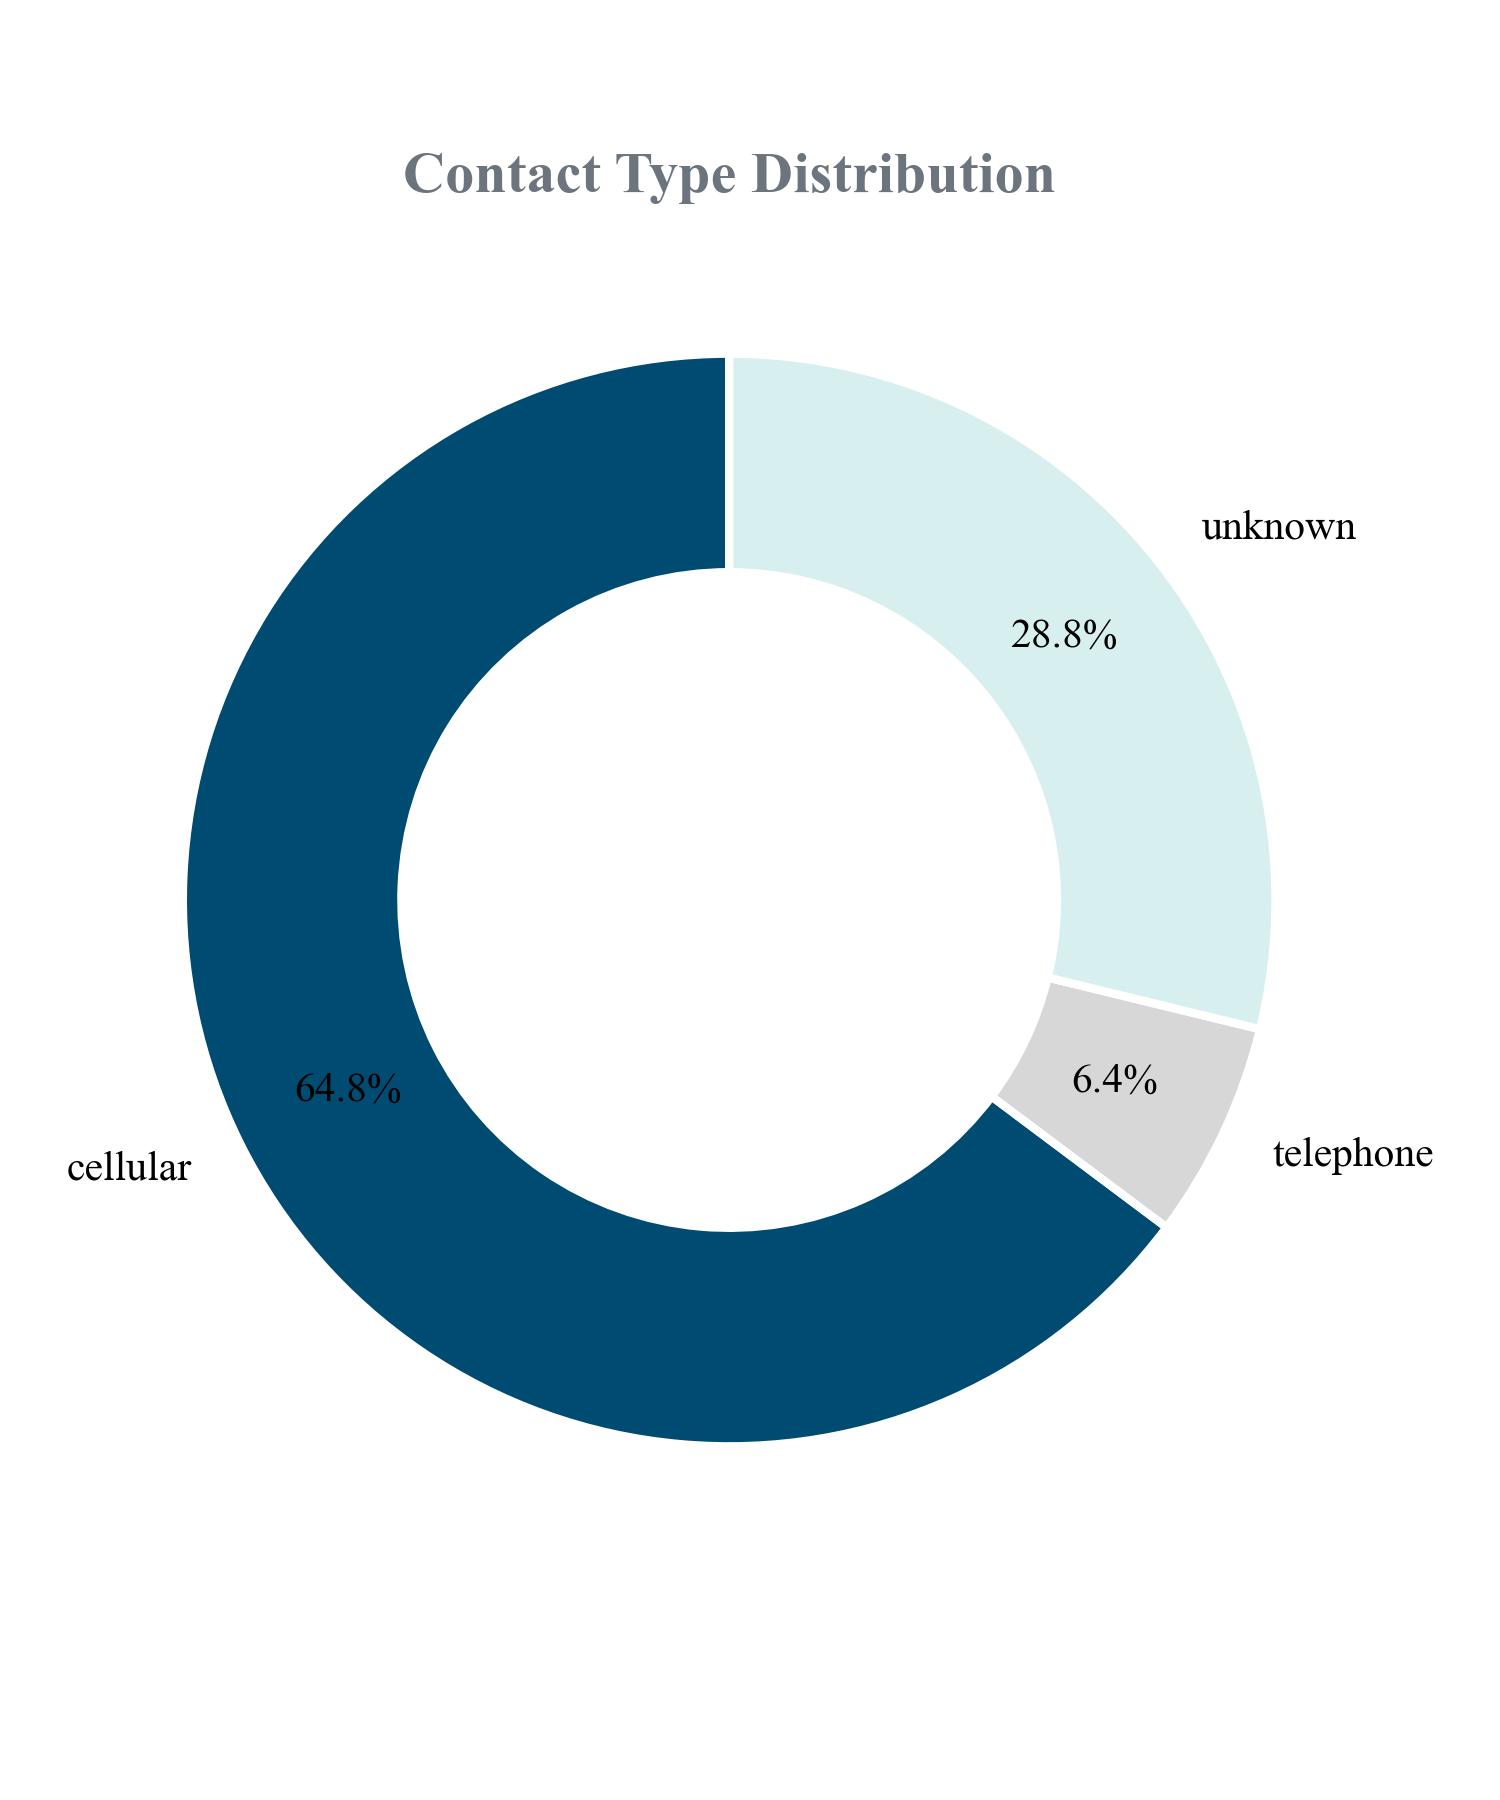 Contact Type Distribution
unknown
28.8%
6.4%
64.8%
telephone
cellular